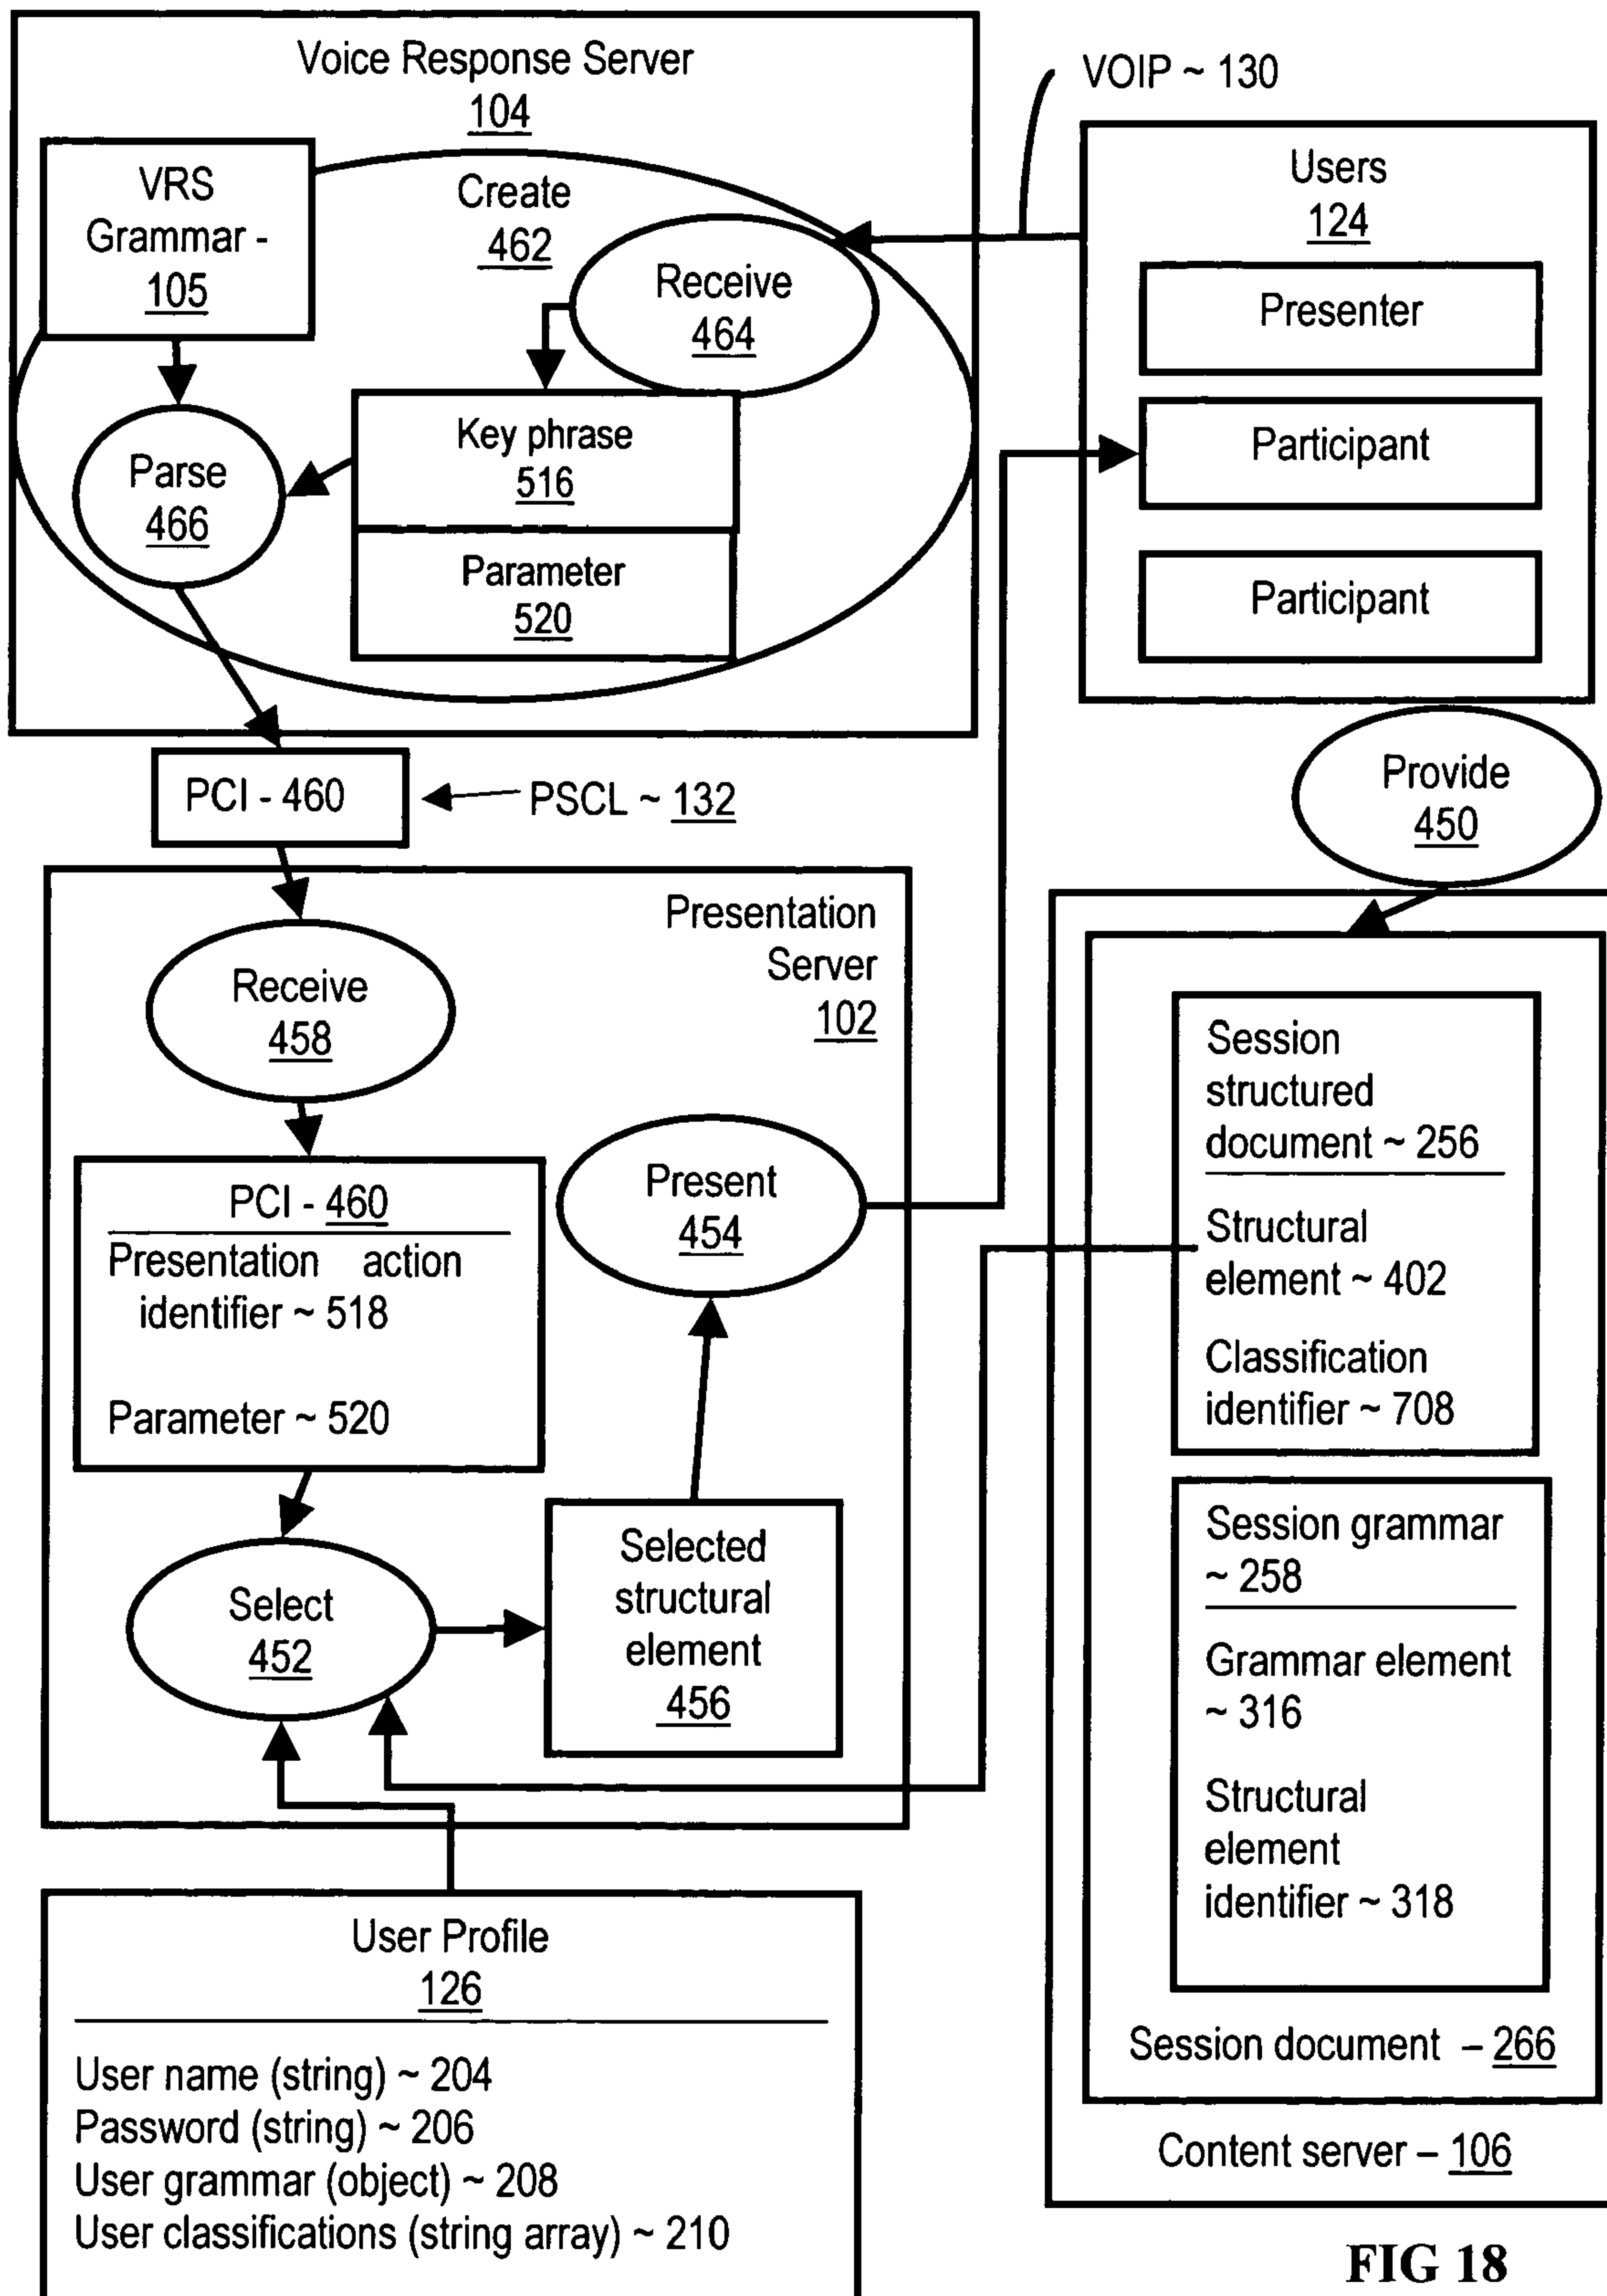 Voice Response Server
104
VOIP ~ 130
VRS
Grammar -
105
Create
462
Receive
464
Key phrase
516
Parameter
520
Parse
466
Users
124
Presenter
Participant
Participant
PCI - 460
PSCL ~ 132
Provide
450
Presentation
Server
102
Receive
458
PCI - 460
Presentation action
identifier ~ 518
Parameter ~ 520
Present
454
Select
452
Selected
structural
element
456
Session
structured
document ~ 256
Structural
element ~ 402
Classification
identifier ~ 708
Session grammar
~ 258
Grammar element
~ 316
Structural
element
identifier ~ 318
Session document – 266
Content server – 106
User Profile
126
User name (string) ~ 204
Password (string) ~ 206
User grammar (object) ~ 208
User classifications (string array) ~ 210
FIG 18